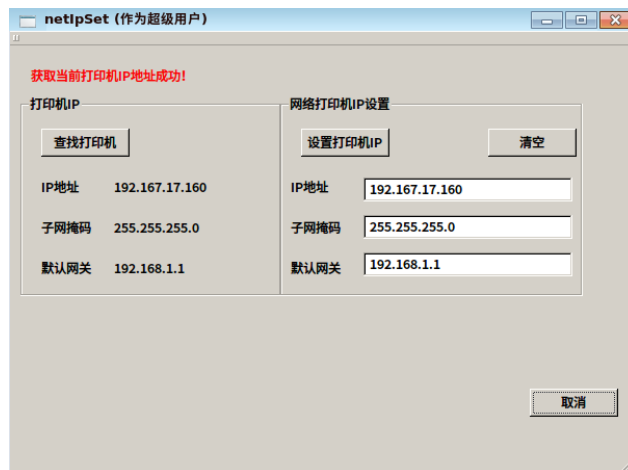 netIpSet (作为超级用户)
获取当前打印机IP地址成功!
打印机IP
查找打印机
IP地址 192.167.17.160
子网掩码 255.255.255.0
默认网关 192.168.1.1
网络打印机IP设置
设置打印机IP 清空
IP地址 192.167.17.160
子网掩码 255.255.255.0
默认网关 192.168.1.1
取消